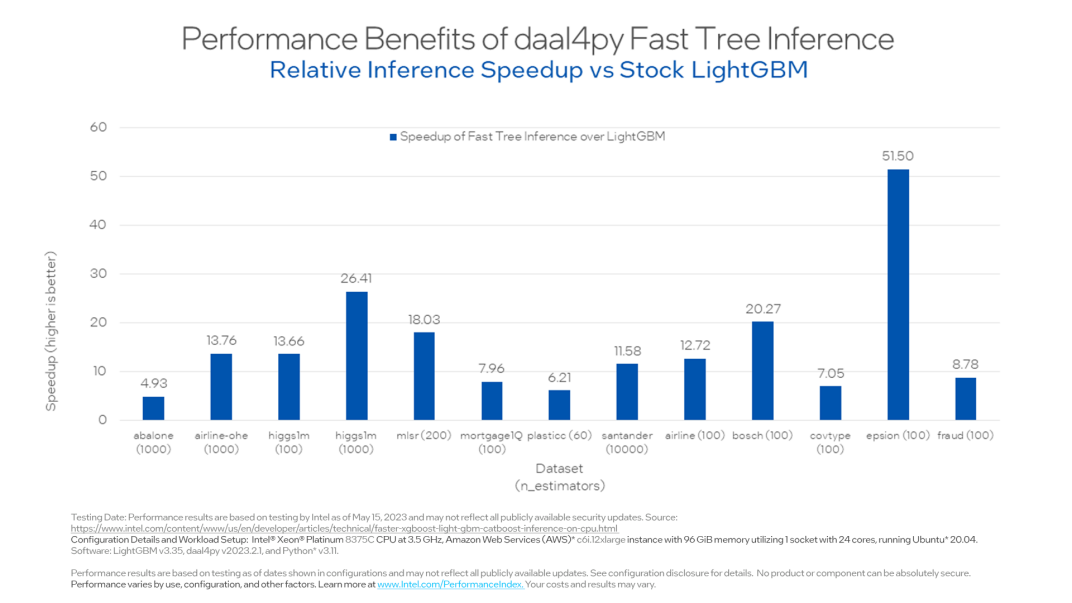 Performance Benefits of daal4py Fast Tree Inference
Relative Inference Speedup vs Stock LightGBM
Speedup of Fast Tree Inference over LightGBM
Speedup (higher is better)
60
50
40
30
20
10
0
4.93
13.76
13.66
26.41
18.03
7.96
6.21
11.58
12.72
20.27
7.05
51.50
8.78
abalone
(1000)
airline-ohe
(1000)
higgs1m
(100)
higgs1m
(1000)
mlsr (200)
mortgage1Q
(100)
plasticc (60)
santander
(10000)
airline (100)
bosch (100)
covtype
(100)
epsion (100)
fraud (100)
Dataset
(n_estimators)
Testing Date: Performance results are based on testing by Intel as of May 15, 2023 and may not reflect all publicly available security updates. Source:
https://www.intel.com/content/www/us/en/developer/articles/technical/faster-xgboost-light-gbm-catboost-inference-on-cpu.html
Configuration Details and Workload Setup: Intel® Xeon® Platinum 8375C CPU at 3.5 GHz, Amazon Web Services (AWS)* c6i.12xlarge instance with 96 GiB memory utilizing 1 socket with 24 cores, running Ubuntu* 20.04.
Software: LightGBM v3.35, daal4py v2023.2.1, and Python* v3.11.
Performance results are based on testing as of dates shown in configurations and may not reflect all publicly available updates. See configuration disclosure for details. No product or component can be absolutely secure.
Performance varies by use, configuration, and other factors. Learn more at www.Intel.com/PerformanceIndex. Your costs and results may vary.